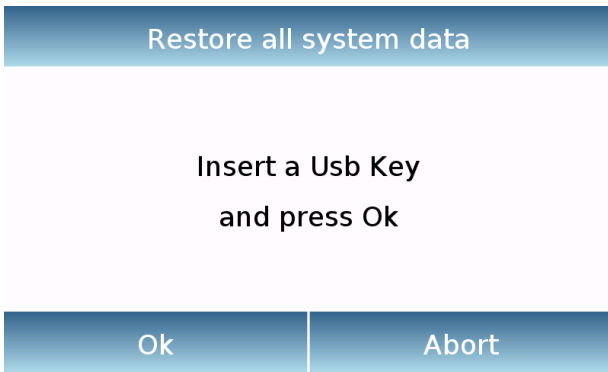 Restore all system data
Insert a Usb Key
and press Ok
Ok
Abort